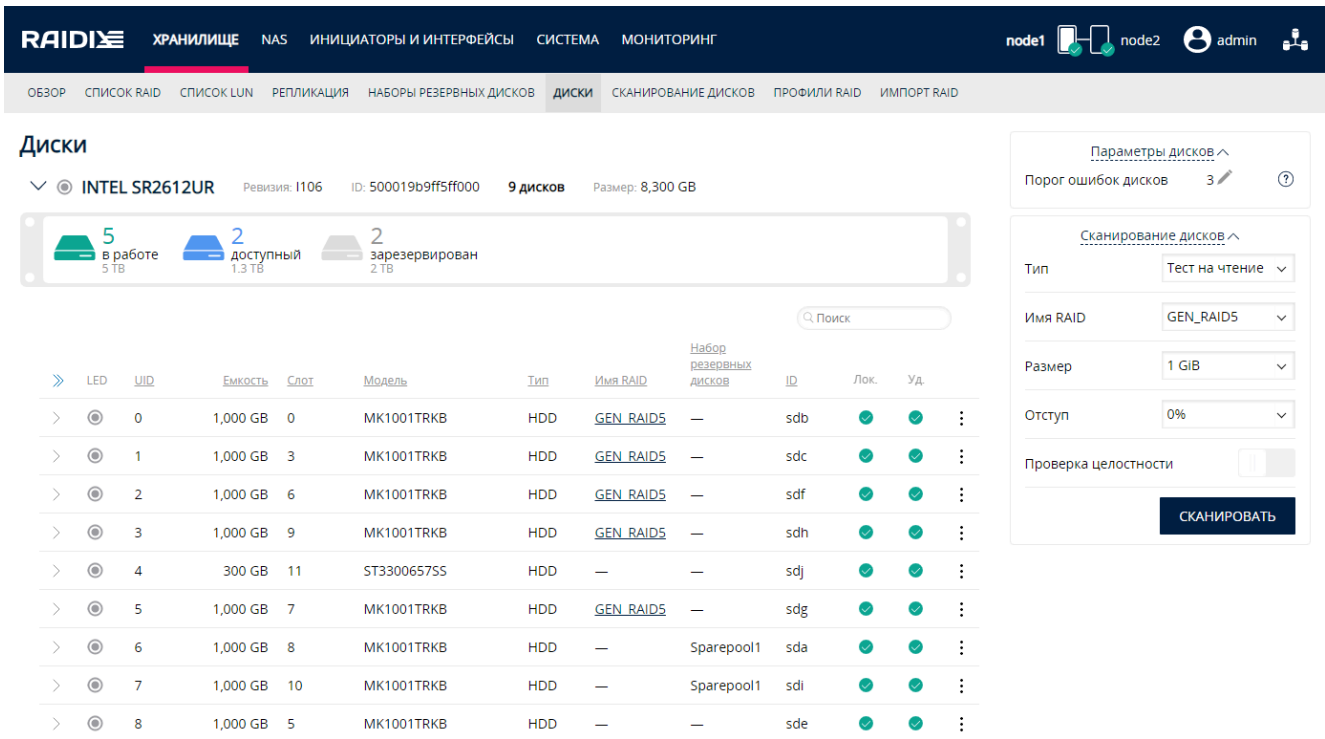 RAIDIX ХРАНИЛИЩЕ NAS ИНИЦИАТОРЫ И ИНТЕРФЕЙСЫ СИСТЕМА МОНИТОРИНГ node1 node2 admin
ОБЗОР СПИСОК RAID СПИСОК LUN РЕПЛИКАЦИЯ НАБОРЫ РЕЗЕРВНЫХ ДИСКОВ ДИСКИ СКАНИРОВАНИЕ ДИСКОВ ПРОФИЛИ RAID ИМПОРТ RAID
Диски
INTEL SR2612UR Ревизия: I106 ID: 500019b9ff5ff000 9 дисков Размер: 8,300 GB
5 2 2
в работе доступный зарезервирован
5 TB 1.3 TB 2 TB
Поиск
LED UID Емкость Слот Модель Тип Имя RAID Набор резервных дисков ID Лок. Уд.
0 1,000 GB 0 MK1001TRKB HDD GEN_RAID5 — sdb
1 1,000 GB 3 MK1001TRKB HDD GEN_RAID5 — sdc
2 1,000 GB 6 MK1001TRKB HDD GEN_RAID5 — sdf
3 1,000 GB 9 MK1001TRKB HDD GEN_RAID5 — sdh
4 300 GB 11 ST3300657SS HDD — — sdj
5 1,000 GB 7 MK1001TRKB HDD GEN_RAID5 — sdg
6 1,000 GB 8 MK1001TRKB HDD — Sparepool1 sda
7 1,000 GB 10 MK1001TRKB HDD — Sparepool1 sdi
8 1,000 GB 5 MK1001TRKB HDD — — sde
Параметры дисков
Порог ошибок дисков 3 ?
Сканирование дисков
Тип Тест на чтение
Имя RAID GEN_RAID5
Размер 1 GiB
Отступ 0%
Проверка целостности
СКАНИРОВАТЬ